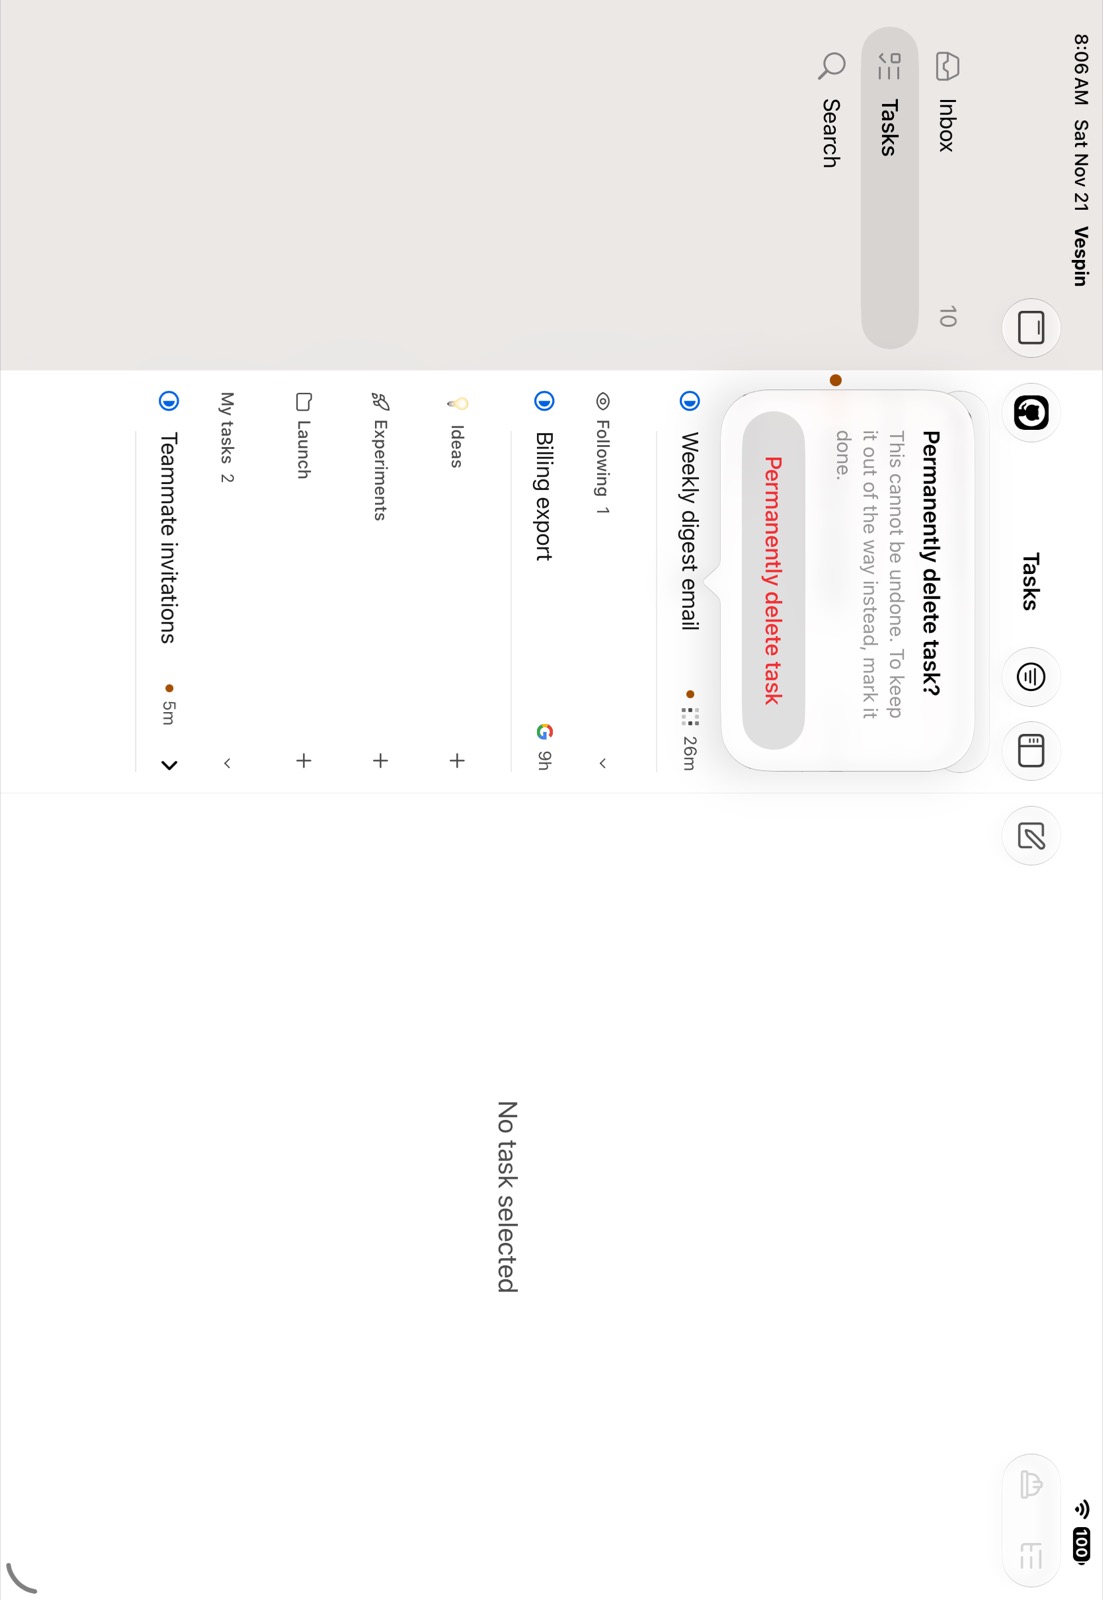 8:06 AM Sat Nov 21 Vespin
100
Tasks
Inbox 10
Tasks
Search
Permanently delete task?
This cannot be undone. To keep
it out of the way instead, mark it
done.
Permanently delete task
Weekly digest email 26m
Following 1
Billing export 9h
Ideas
Experiments
Launch
My tasks 2
Teammate invitations 5m
No task selected